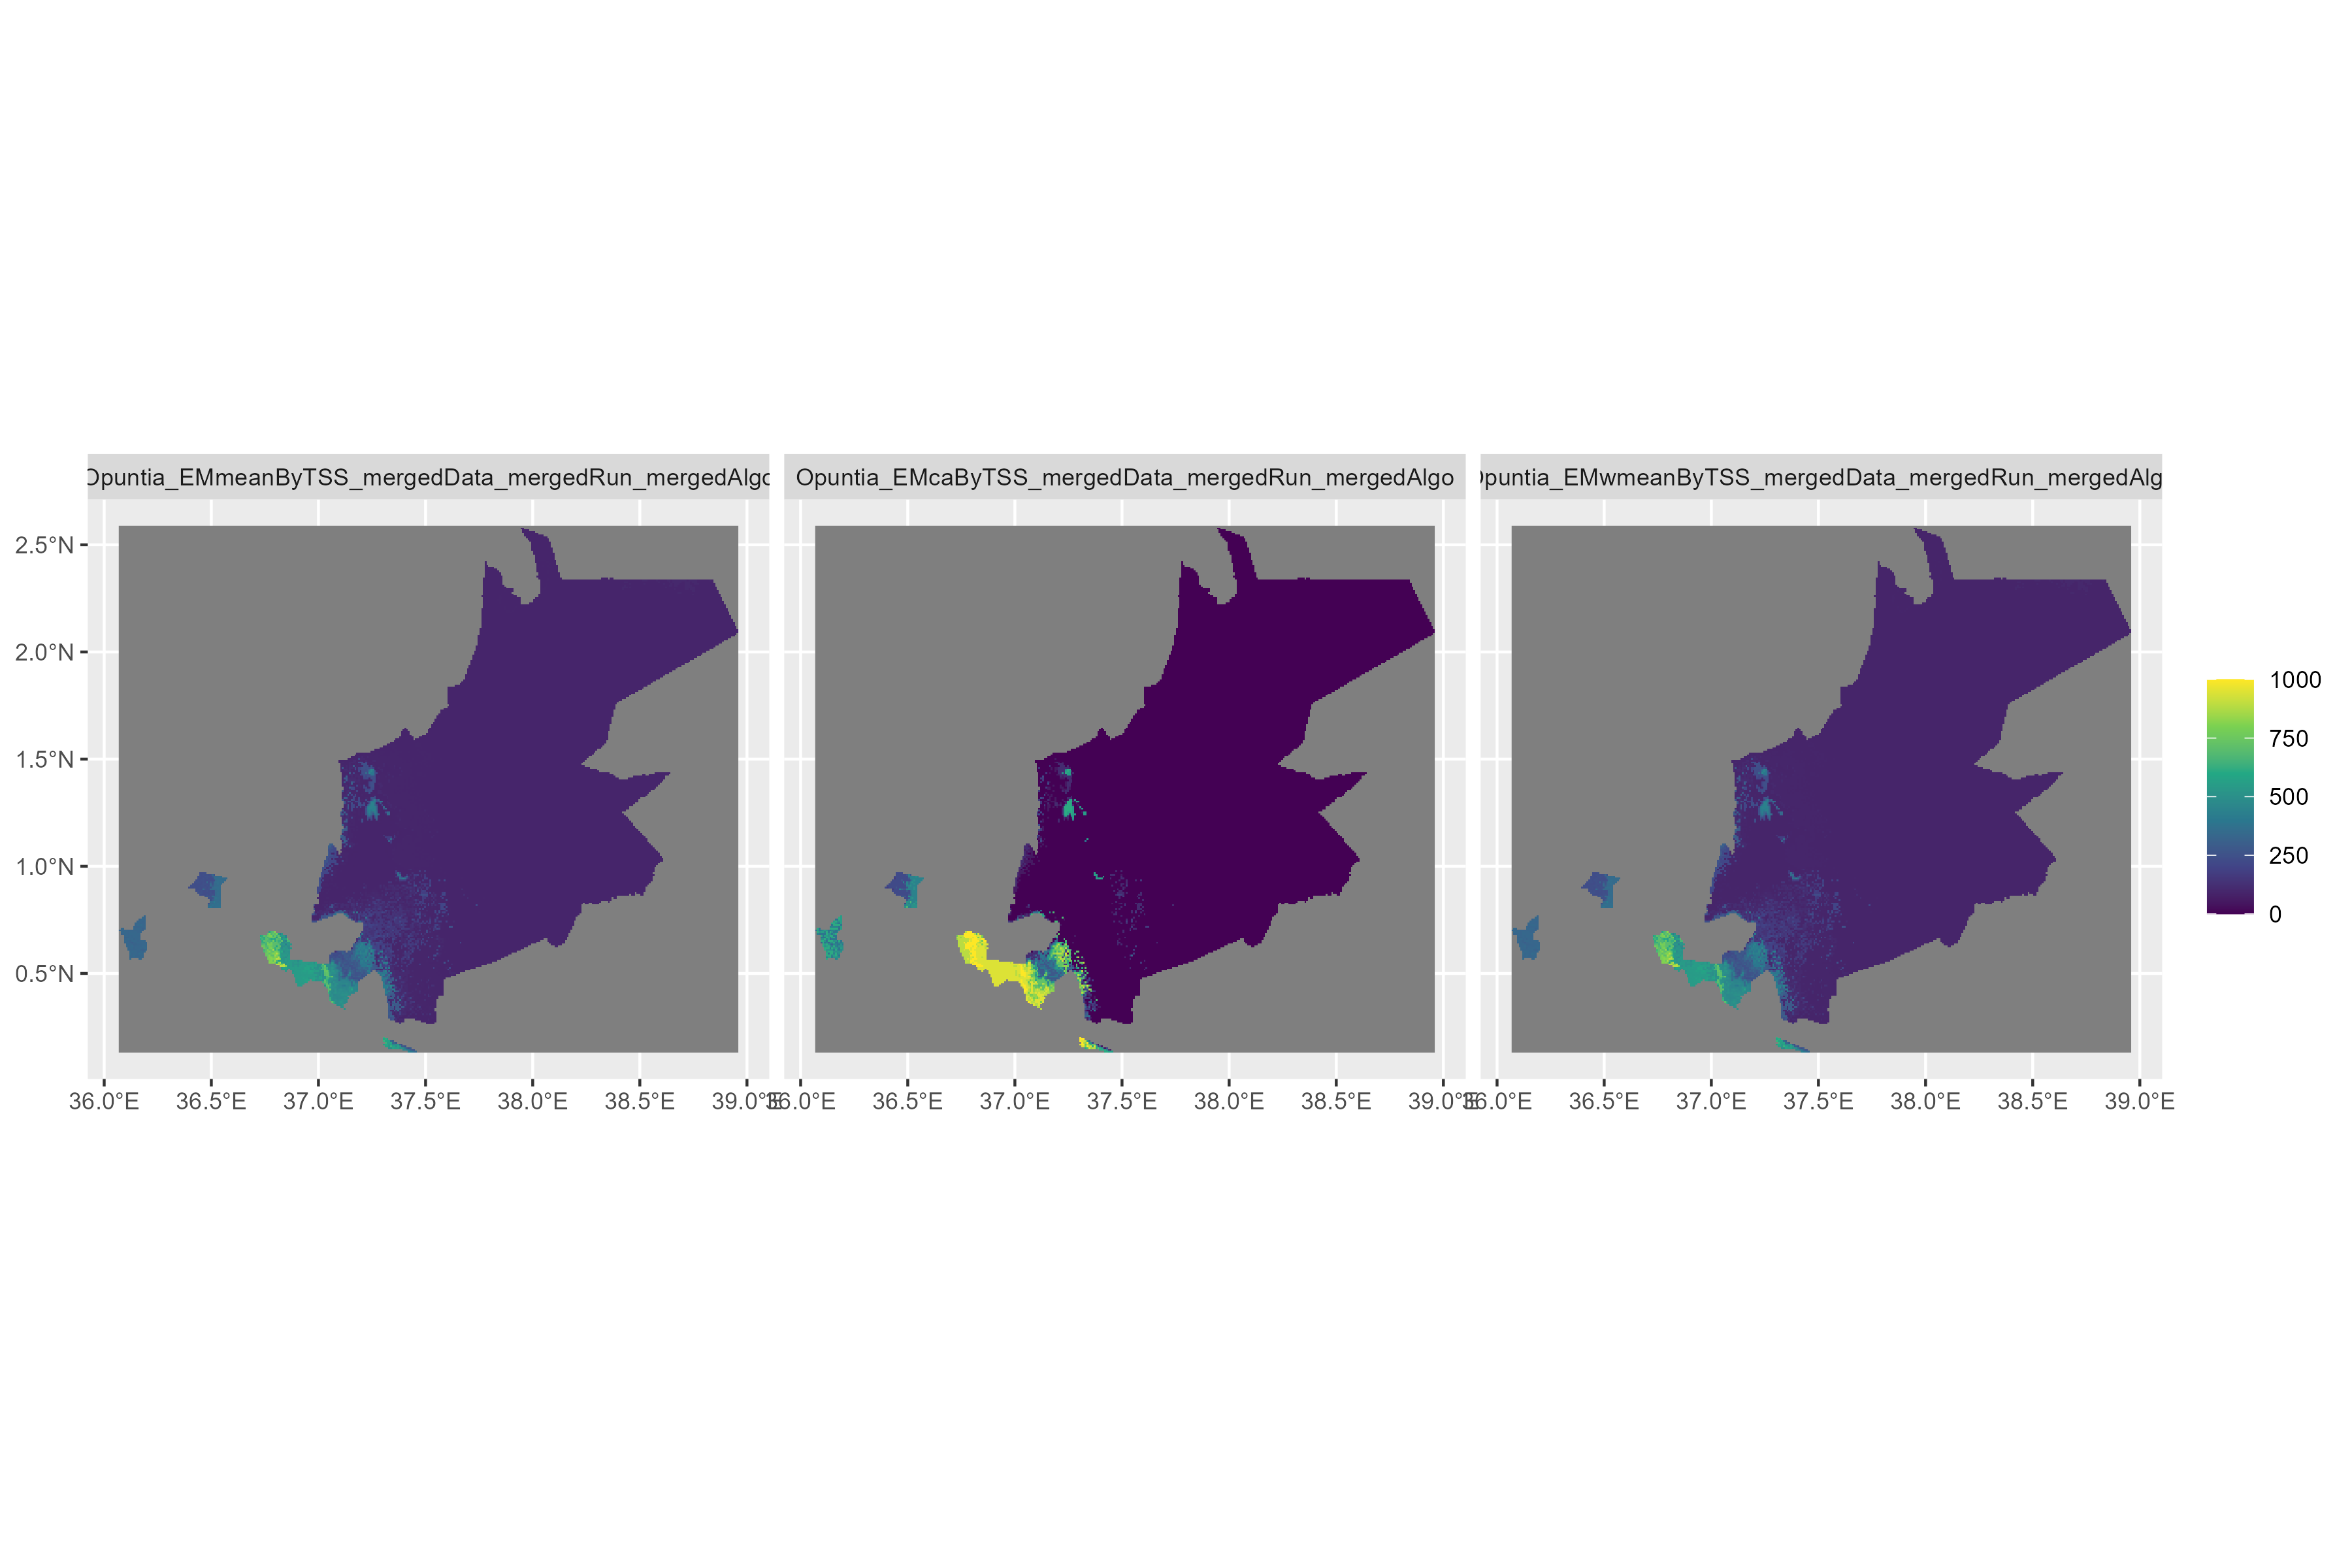 Opuntia_EMmeanByTSS_mergedData_mergedRun_mergedAlgo
Opuntia_EMcaByTSS_mergedData_mergedRun_mergedAlgo
Opuntia_EMwmeanByTSS_mergedData_mergedRun_mergedAlg
2.5°N
2.0°N
1.5°N
1.0°N
0.5°N
36.0°E 36.5°E 37.0°E 37.5°E 38.0°E 38.5°E 39.0°E
36.0°E 36.5°E 37.0°E 37.5°E 38.0°E 38.5°E 39.0°E
36.0°E 36.5°E 37.0°E 37.5°E 38.0°E 38.5°E 39.0°E
1000
750
500
250
0